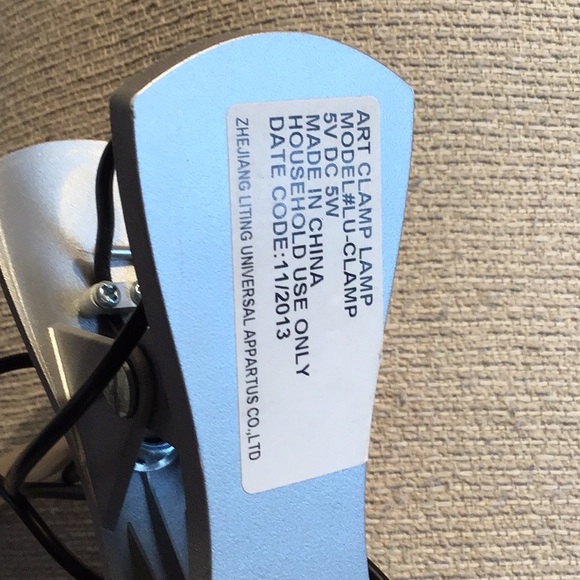 ART CLAMP LAMP
MODEL#LU-CLAMP
5V DC 5W
MADE IN CHINA
HOUSEHOLD USE ONLY
DATE CODE:11/2013
ZHEJIANG LITING UNIVERSAL APPARTUS CO.,LTD